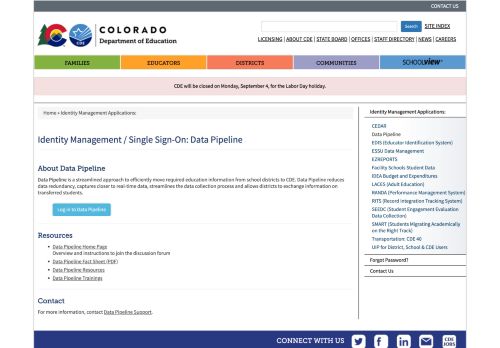 CONTACT US
COLORADO
Department of Education
CDE
Search
SITE INDEX
LICENSING | ABOUT CDE | STATE BOARD | OFFICES | STAFF DIRECTORY | NEWS | CAREERS
FAMILIES
EDUCATORS
DISTRICTS
COMMUNITIES
SCHOOLVIEW
CDE will be closed on Monday, September 4, for the Labor Day holiday.
Home » Identity Management Applications:
Identity Management / Single Sign-On: Data Pipeline
About Data Pipeline
Data Pipeline is a streamlined approach to efficiently move required education information from school districts to CDE. Data Pipeline reduces
data redundancy, captures closer to real-time data, streamlines the data collection process and allows districts to exchange information on
transferred students.
Log in to Data Pipeline
Resources
• Data Pipeline Home Page
Overview and instructions to join the discussion forum
• Data Pipeline Fact Sheet (PDF)
• Data Pipeline Resources
• Data Pipeline Trainings
Contact
For more information, contact Data Pipeline Support.
Identity Management Applications:
CEDAR
Data Pipeline
EDIS (Educator Identification System)
ESSU Data Management
EZREPORTS
Facility Schools Student Data
IDEA Budget and Expenditures
LACES (Adult Education)
RANDA (Performance Management System)
RITS (Record Integration Tracking System)
SEEDC (Student Engagement Evaluation
Data Collection)
SMART (Students Migrating Academically
on the Right Track)
Transportation: CDE 40
UIP for District, School & CDE Users
Forgot Password?
Contact Us
CONNECT WITH US
CDE
JOBS